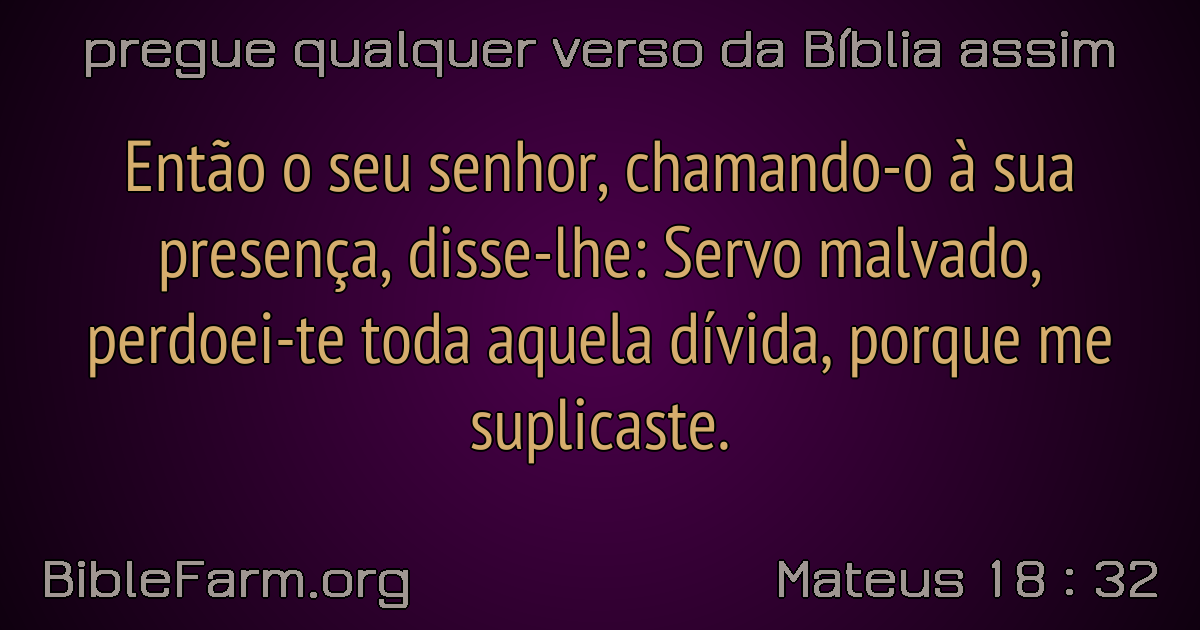 pregue qualquer verso da Bíblia assim
Então o seu senhor, chamando-o à sua
presença, disse-lhe: Servo malvado,
perdoei-te toda aquela dívida, porque me
suplicaste.
BibleFarm.org
Mateus 18 : 32